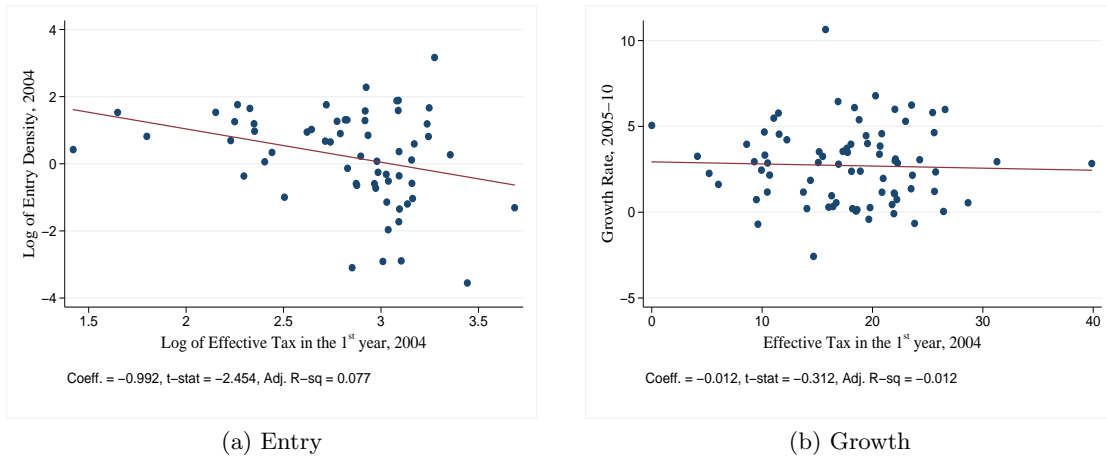 Log of Entry Density, 2004
4
2
0
−2
−4
1.5
2
2.5
3
3.5
Log of Effective Tax in the 1st year, 2004
Coeff. = −0.992, t−stat = −2.454, Adj. R−sq = 0.077
(a) Entry
Growth Rate, 2005−10
10
5
0
−5
0
10
20
30
40
Effective Tax in the 1st year, 2004
Coeff. = −0.012, t−stat = −0.312, Adj. R−sq = −0.012
(b) Growth